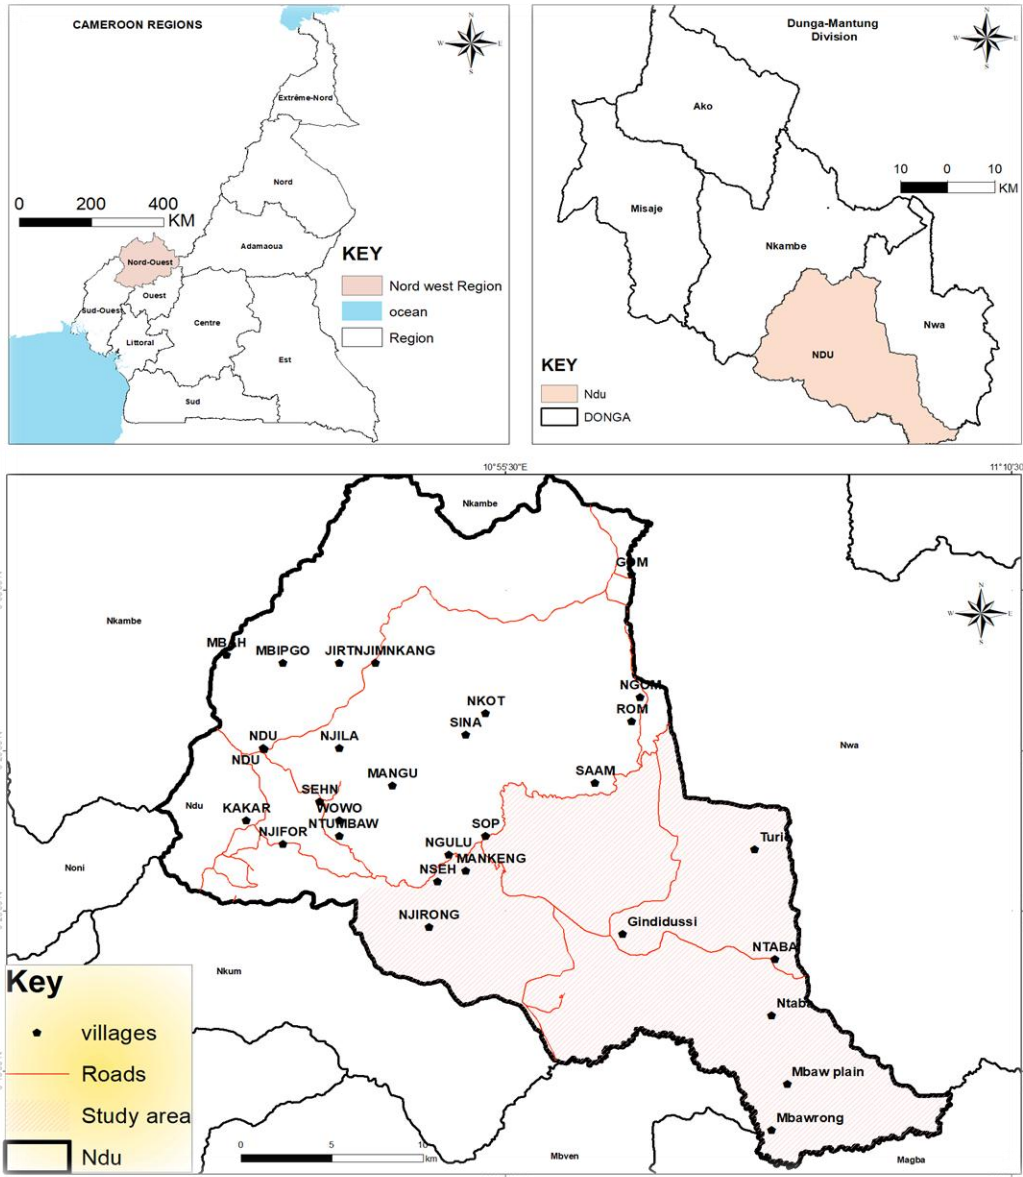 CAMEROON REGIONS
N
W
E
S
Extréme-Nord
Nord
0 200 400
KM
Adamaoua
Nord-Ouest
Ouest
Sud-Ouest
Littoral
Centre
Est
Sud
KEY
Nord west Region
ocean
Region
Dunga-Mantung
Division
N
W
E
S
Ako
10 0 10
KM
Misaje
Nkambe
Nwa
NDU
KEY
Ndu
DONGA
10°55'30"E
11°10'30
Nkambe
GOM
N
W
E
S
Nkambe
MBAH
MBIPGO
JIRTNJIMNKANG
NGOM
NKOT
ROM
SINA
NDU
NJILA
NDU
Nwa
SAAM
MANGU
SEHN
Ndu
KAKAR
WOWO
NTUMBAW
SOP
NJIFOR
Turi
NGULU
MANKENG
NSEH
Noni
NJIRONG
Gindidussi
NTABA
Nkum
Ntaba
Mbaw plain
Mbawrong
Key
villages
Roads
Study area
Ndu
0 5 10
km
Mbven
Magba